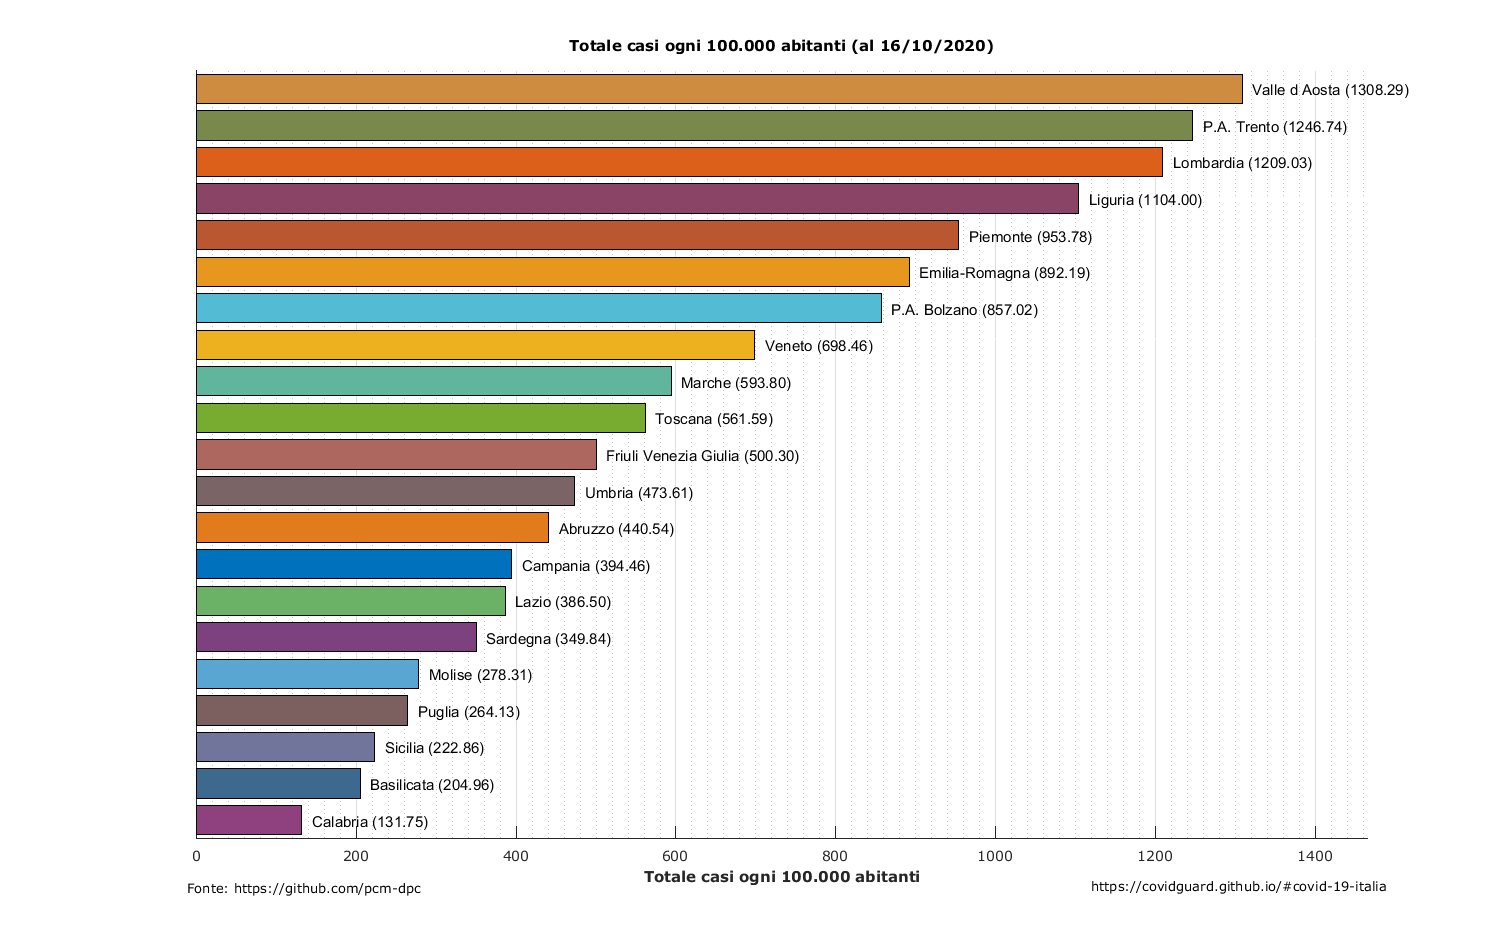 Totale casi ogni 100.000 abitanti (al 16/10/2020)
Valle d Aosta (1308.29)
P.A. Trento (1246.74)
Lombardia (1209.03)
Liguria (1104.00)
Piemonte (953.78)
Emilia-Romagna (892.19)
P.A. Bolzano (857.02)
Veneto (698.46)
Marche (593.80)
Toscana (561.59)
Friuli Venezia Giulia (500.30)
Umbria (473.61)
Abruzzo (440.54)
Campania (394.46)
Lazio (386.50)
Sardegna (349.84)
Molise (278.31)
Puglia (264.13)
Sicilia (222.86)
Basilicata (204.96)
Calabria (131.75)
0 200 400 600 800 1000 1200 1400
Totale casi ogni 100.000 abitanti
Fonte: https://github.com/pcm-dpc
https://covidguard.github.io/#covid-19-italia